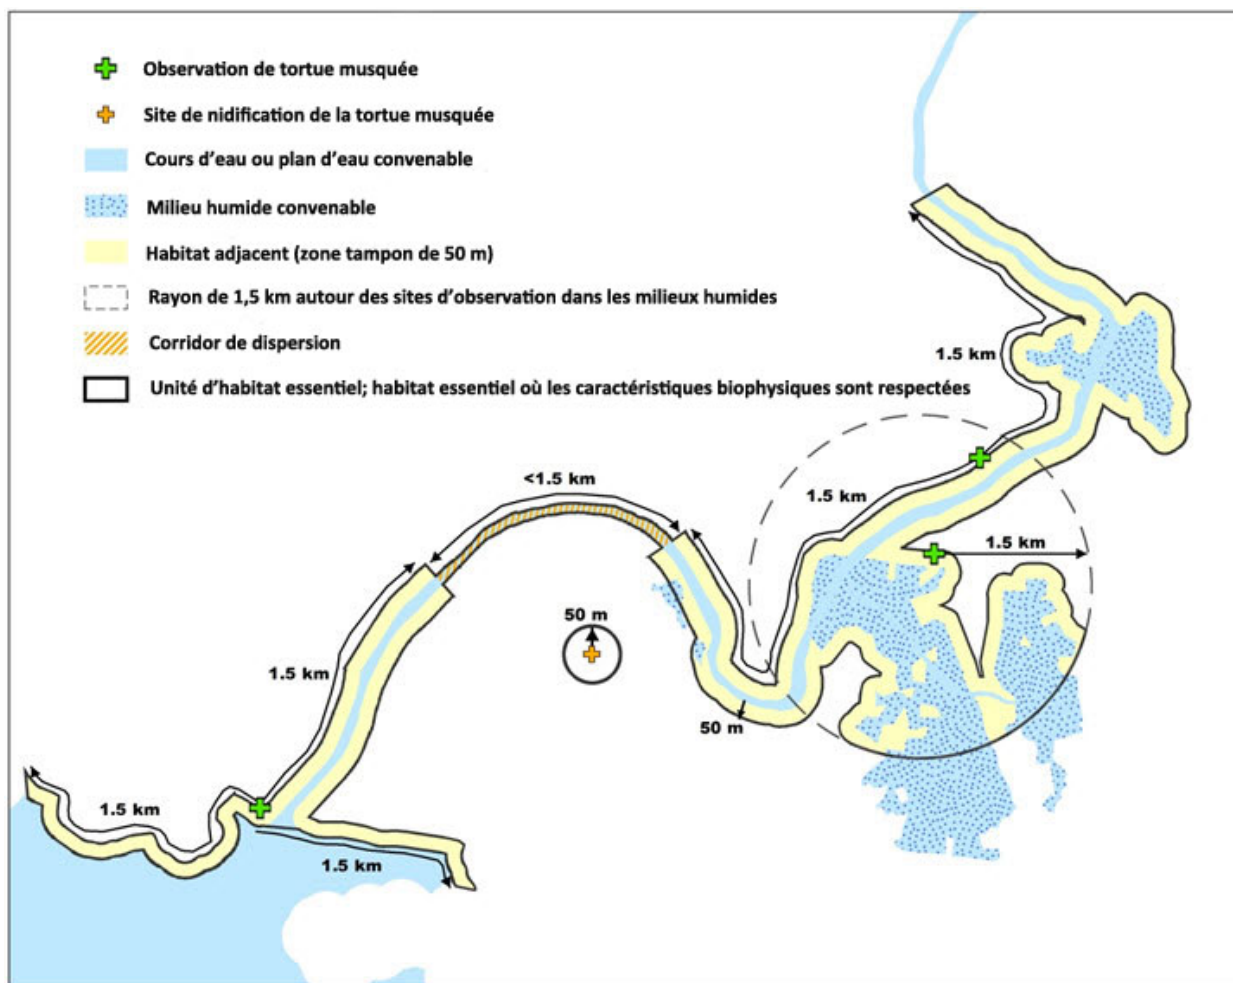 Observation de tortue musquée
Site de nidification de la tortue musquée
Cours d'eau ou plan d'eau convenable
Milieu humide convenable
Habitat adjacent (zone tampon de 50 m)
Rayon de 1,5 km autour des sites d'observation dans les milieux humides
Corridor de dispersion
Unité d'habitat essentiel; habitat essentiel où les caractéristiques biophysiques sont respectées
1.5 km
<1.5 km
1.5 km
1.5 km
50 m
1.5 km
50 m
1.5 km
1.5 km